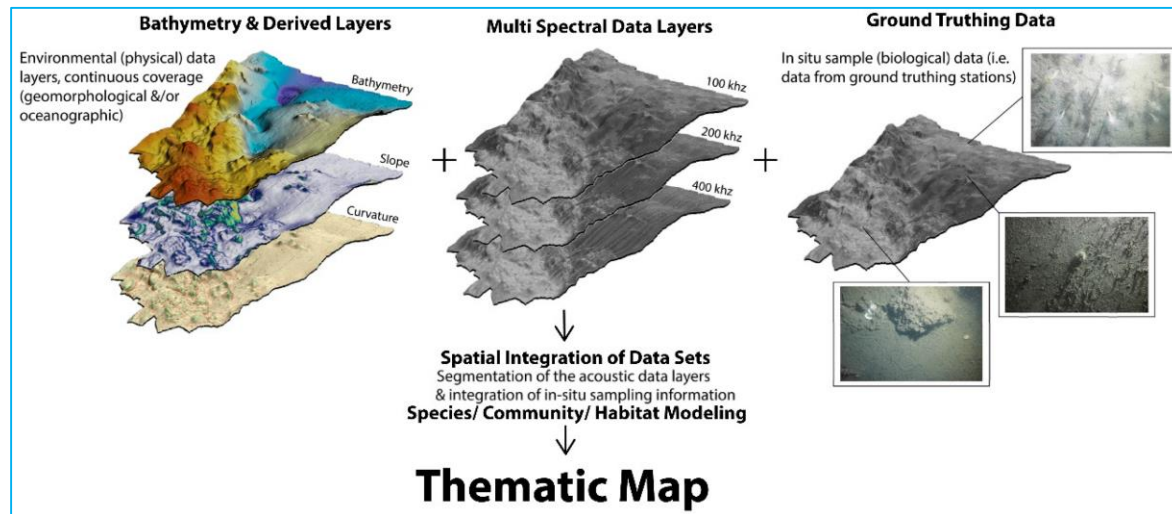 Bathymetry & Derived Layers
Environmental (physical) data
layers, continuous coverage
(geomorphological &/or
oceanographic)
Bathymetry
Slope
Curvature
+
Multi Spectral Data Layers
100 khz
200 khz
400 khz
+
Ground Truthing Data
In situ sample (biological) data (i.e.
data from ground truthing stations)
Spatial Integration of Data Sets
Segmentation of the acoustic data layers
& integration of in-situ sampling information
Species/ Community/ Habitat Modeling
Thematic Map